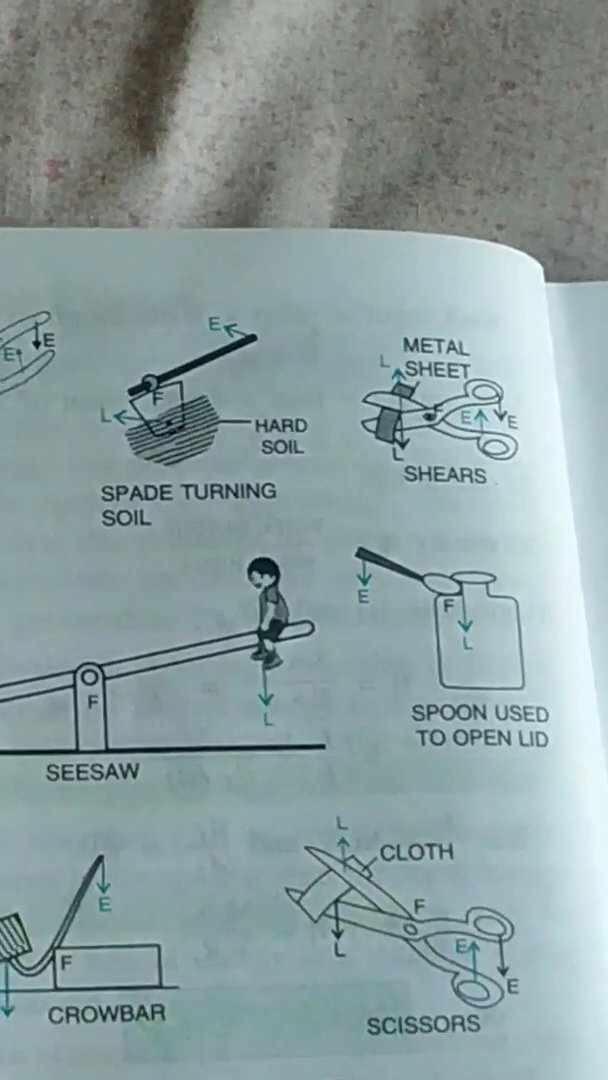 E
E
E
F
L
HARD
SOIL
SPADE TURNING
SOIL
METAL
SHEET
L
F
E
E
L
SHEARS
F
L
SEESAW
E
F
L
SPOON USED
TO OPEN LID
E
F
CROWBAR
L
CLOTH
F
L
E
E
SCISSORS